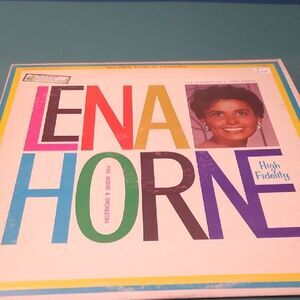 LENA
HORNE
PHIL MOORE & ORCHESTRA
High
Fidelity